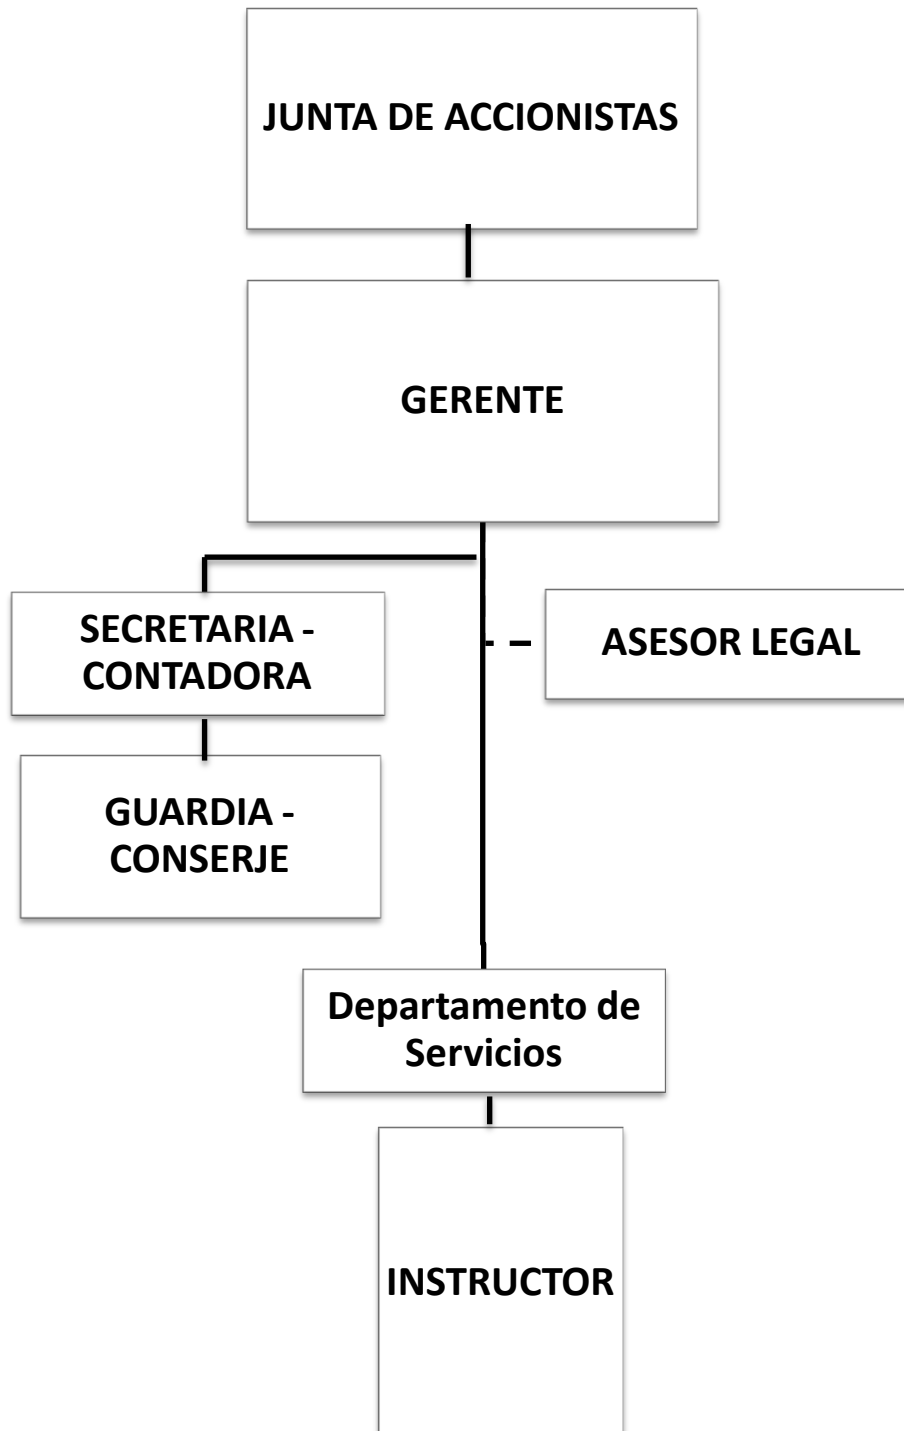 JUNTA DE ACCIONISTAS
GERENTE
SECRETARIA -
CONTADORA
ASESOR LEGAL
GUARDIA -
CONSERJE
Departamento de
Servicios
INSTRUCTOR